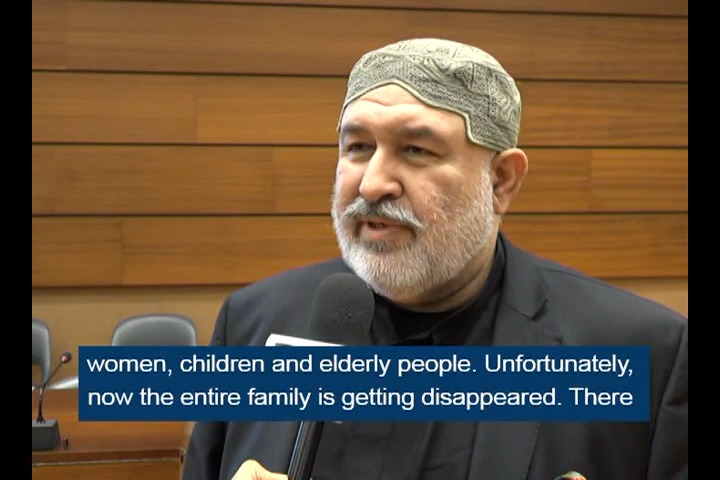 women, children and elderly people. Unfortunately,
now the entire family is getting disappeared. There